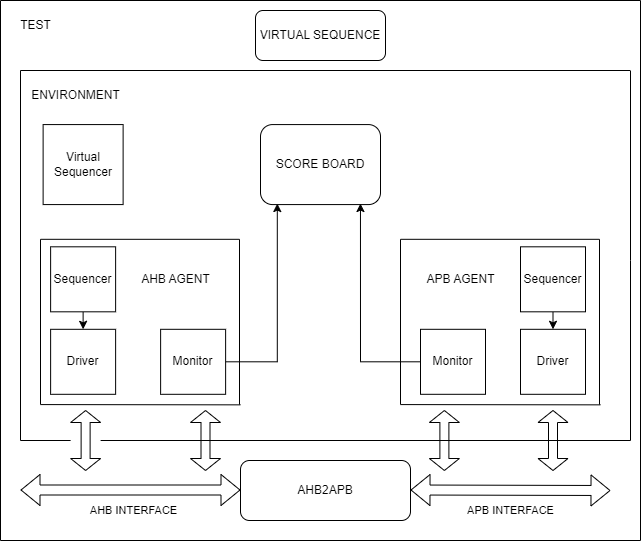 TEST
VIRTUAL SEQUENCE
ENVIRONMENT
Virtual
Sequencer
SCORE BOARD
Sequencer
AHB AGENT
Driver
Monitor
APB AGENT
Sequencer
Monitor
Driver
AHB2APB
AHB INTERFACE
APB INTERFACE